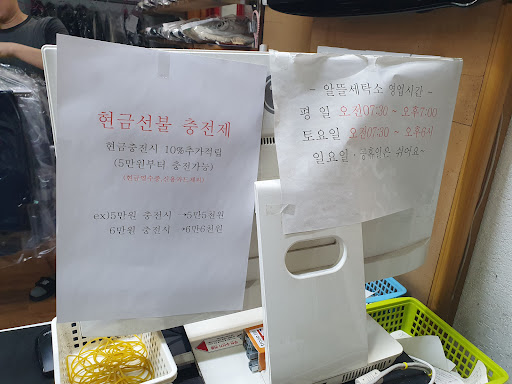 현금선불 충전제
현금충전시 10%추가적립
(5만원부터 충전가능)
ex)5만원 충전시 *5만5천원
6만원 충전시 *6만6천원
- 알뜰세탁소 영업시간 -
평 일 오전07:30 ~ 오후7:00
토요일 오전07:30 ~ 오후6시
일요일, 공휴일은 쉬어요~